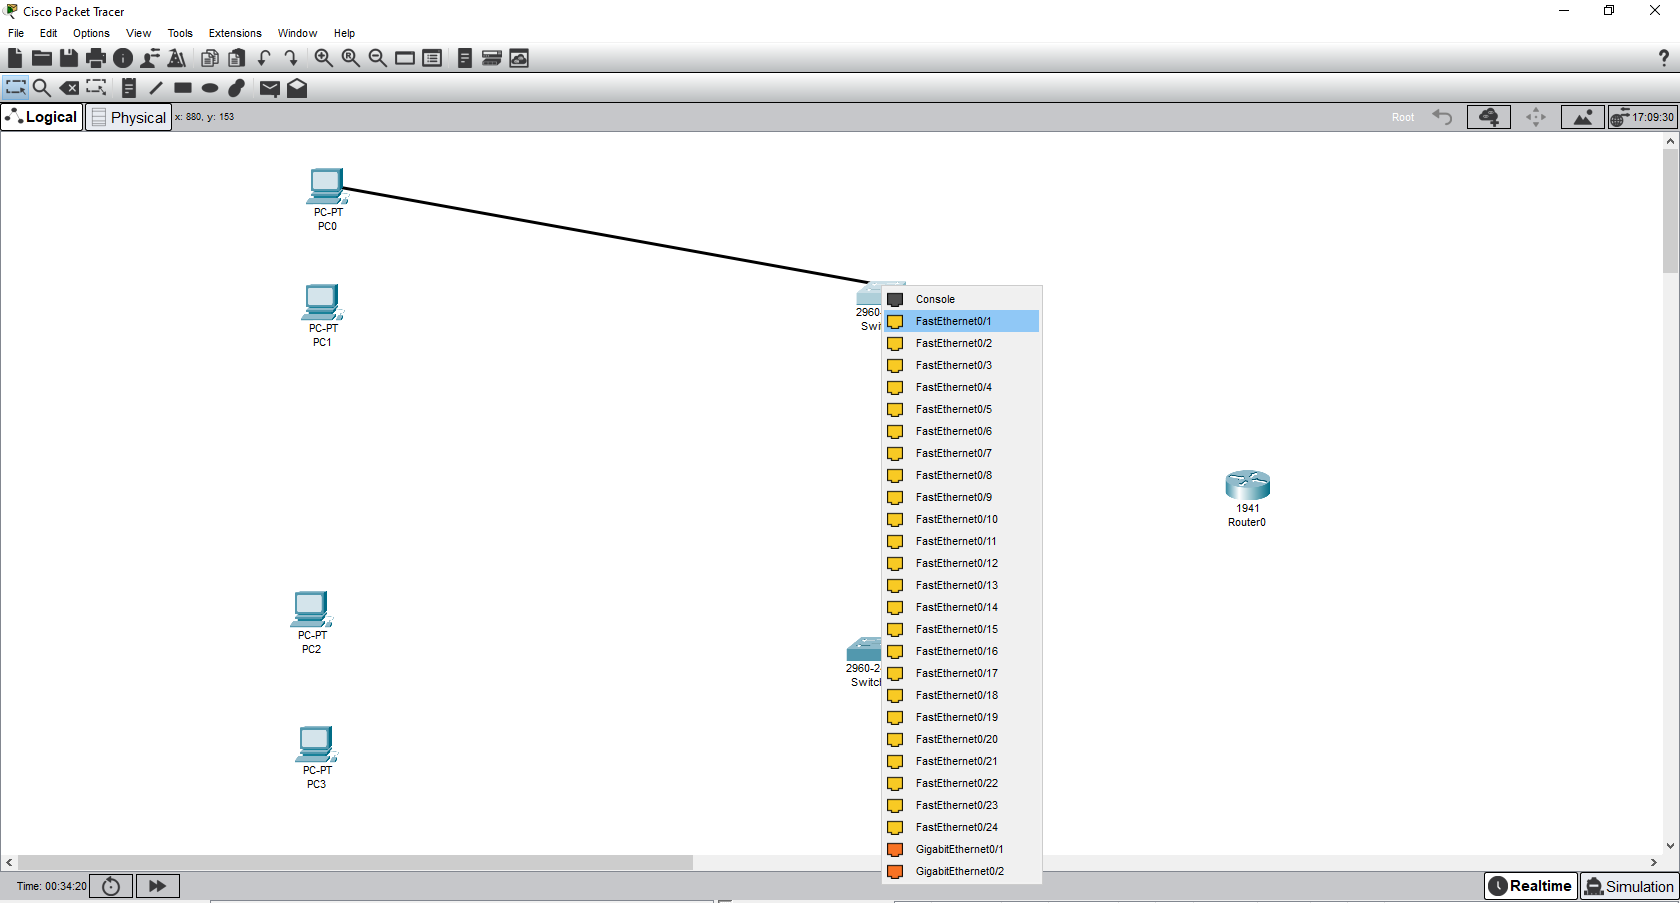 Cisco Packet Tracer
File Edit Options View Tools Extensions Window Help
?
Logical Physical x: 880, y: 153 Root 17:09:30
PC-PT
PC0
PC-PT
PC1
2960-
Swi
Console
FastEthernet0/1
FastEthernet0/2
FastEthernet0/3
FastEthernet0/4
FastEthernet0/5
FastEthernet0/6
FastEthernet0/7
FastEthernet0/8
FastEthernet0/9
FastEthernet0/10
FastEthernet0/11
FastEthernet0/12
FastEthernet0/13
FastEthernet0/14
FastEthernet0/15
FastEthernet0/16
FastEthernet0/17
FastEthernet0/18
FastEthernet0/19
FastEthernet0/20
FastEthernet0/21
FastEthernet0/22
FastEthernet0/23
FastEthernet0/24
GigabitEthernet0/1
GigabitEthernet0/2
1941
Router0
PC-PT
PC2
2960-2
Switc
PC-PT
PC3
Time: 00:34:20 Realtime Simulation